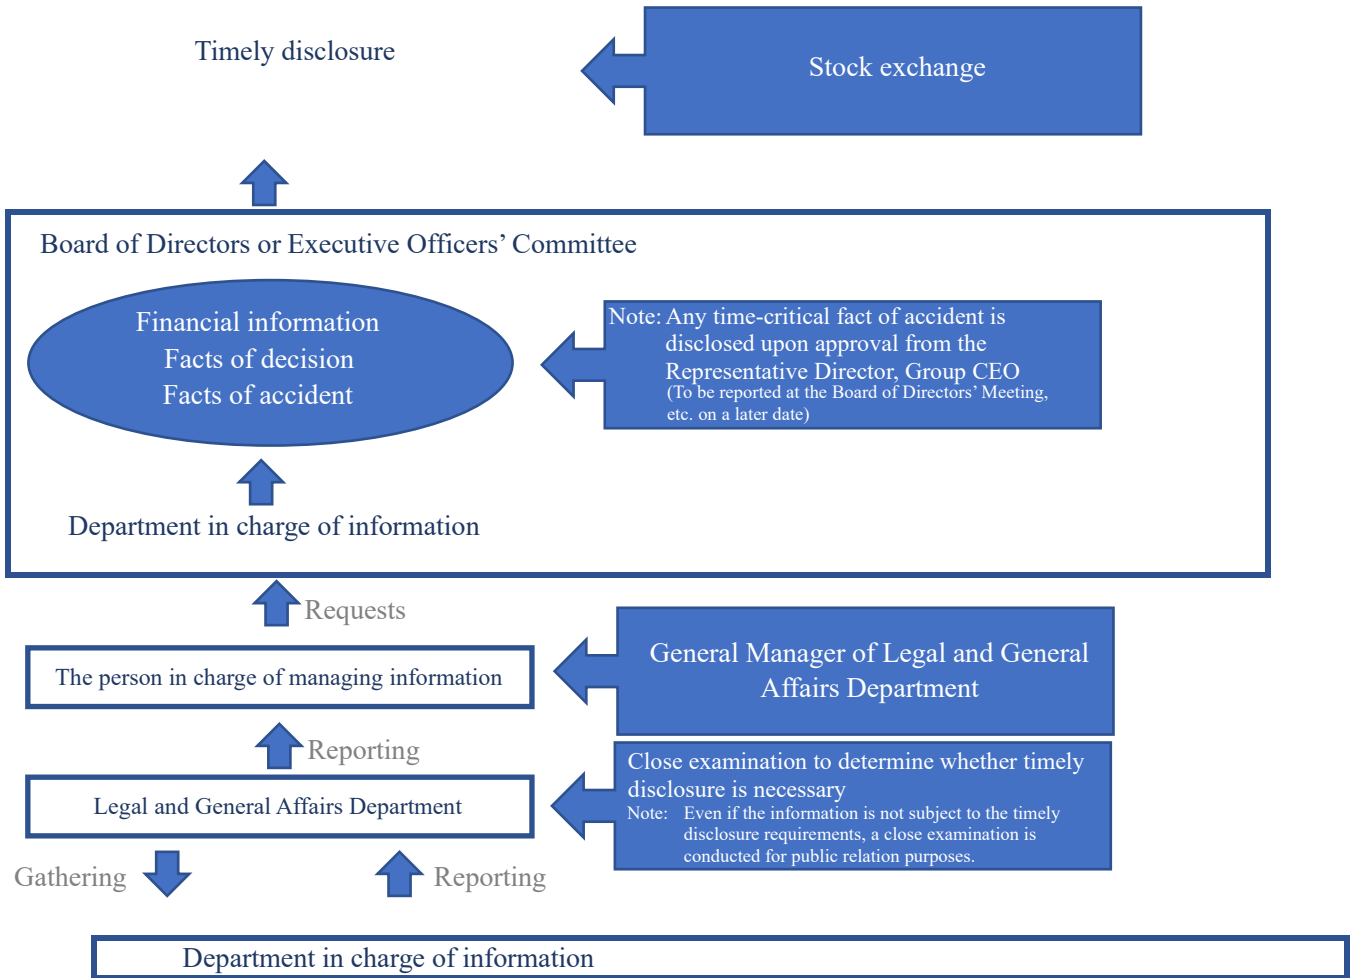 Timely disclosure
Stock exchange
Board of Directors or Executive Officers’ Committee
Financial information
Facts of decision
Facts of accident
Note: Any time-critical fact of accident is
disclosed upon approval from the
Representative Director, Group CEO
(To be reported at the Board of Directors’ Meeting,
etc. on a later date)
Department in charge of information
Requests
The person in charge of managing information
General Manager of Legal and General
Affairs Department
Reporting
Legal and General Affairs Department
Close examination to determine whether timely
disclosure is necessary
Note: Even if the information is not subject to the timely
disclosure requirements, a close examination is
conducted for public relation purposes.
Gathering
Reporting
Department in charge of information